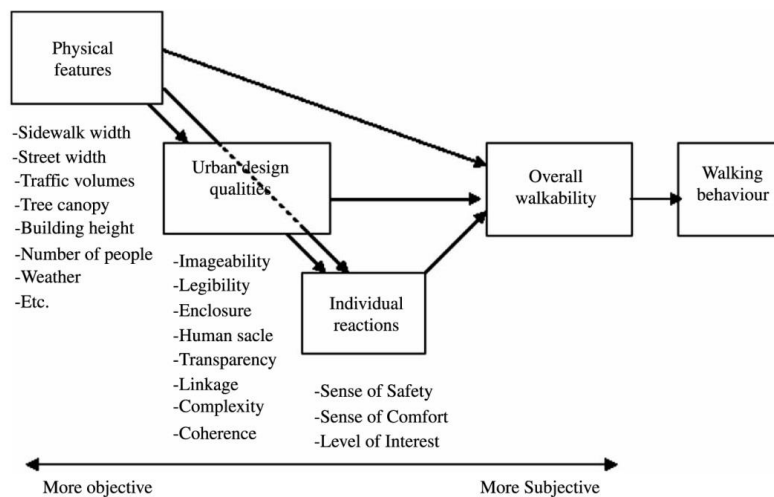 Physical
features
-Sidewalk width
-Street width
-Traffic volumes
-Tree canopy
-Building height
-Number of people
-Weather
-Etc.
Urban design
qualities
-Imageability
-Legibility
-Enclosure
-Human sacle
-Transparency
-Linkage
-Complexity
-Coherence
Individual
reactions
-Sense of Safety
-Sense of Comfort
-Level of Interest
Overall
walkability
Walking
behaviour
More objective
More Subjective